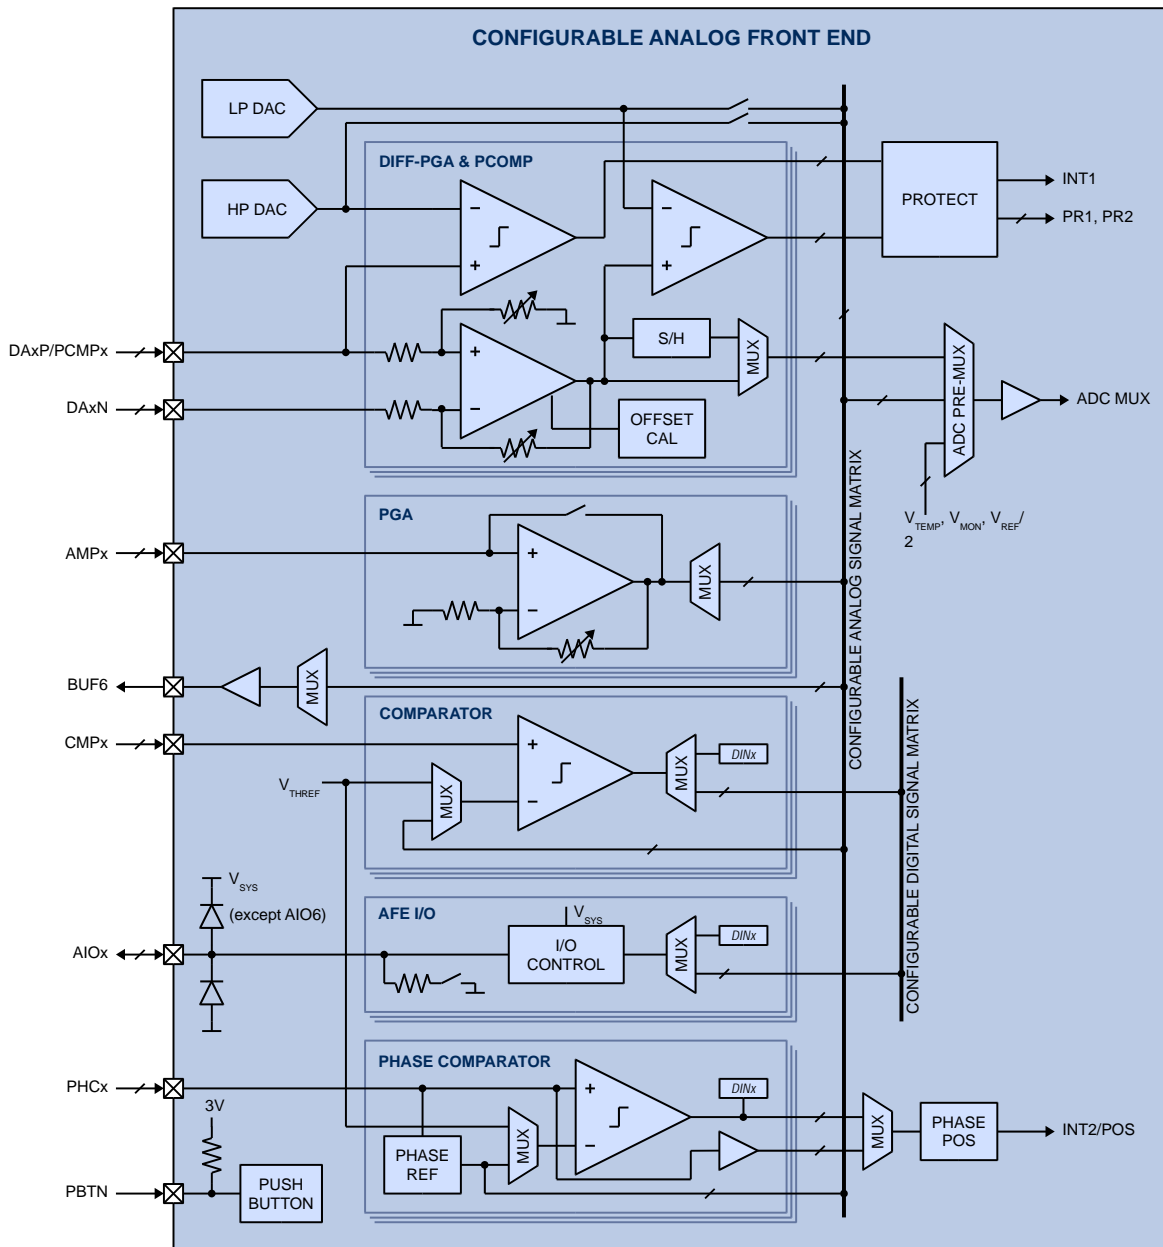 CONFIGURABLE ANALOG FRONT END
LP DAC
HP DAC
DIFF-PGA & PCOMP
PROTECT
INT1
PR1, PR2
DAxP/PCMPx
DAxN
S/H
MUX
OFFSET
CAL
ADC PRE-MUX
ADC MUX
VTEMP, VMON, VREF/
2
CONFIGURABLE ANALOG SIGNAL MATRIX
PGA
AMPx
MUX
BUF6
MUX
COMPARATOR
CMPx
VTHREF
MUX
MUX
DINx
CONFIGURABLE DIGITAL SIGNAL MATRIX
AFE I/O
VSYS
(except AIO6)
AIOx
VSYS
I/O
CONTROL
MUX
DINx
PHASE COMPARATOR
PHCx
3V
PHASE
REF
MUX
DINx
MUX
PHASE
POS
INT2/POS
PBTN
PUSH
BUTTON